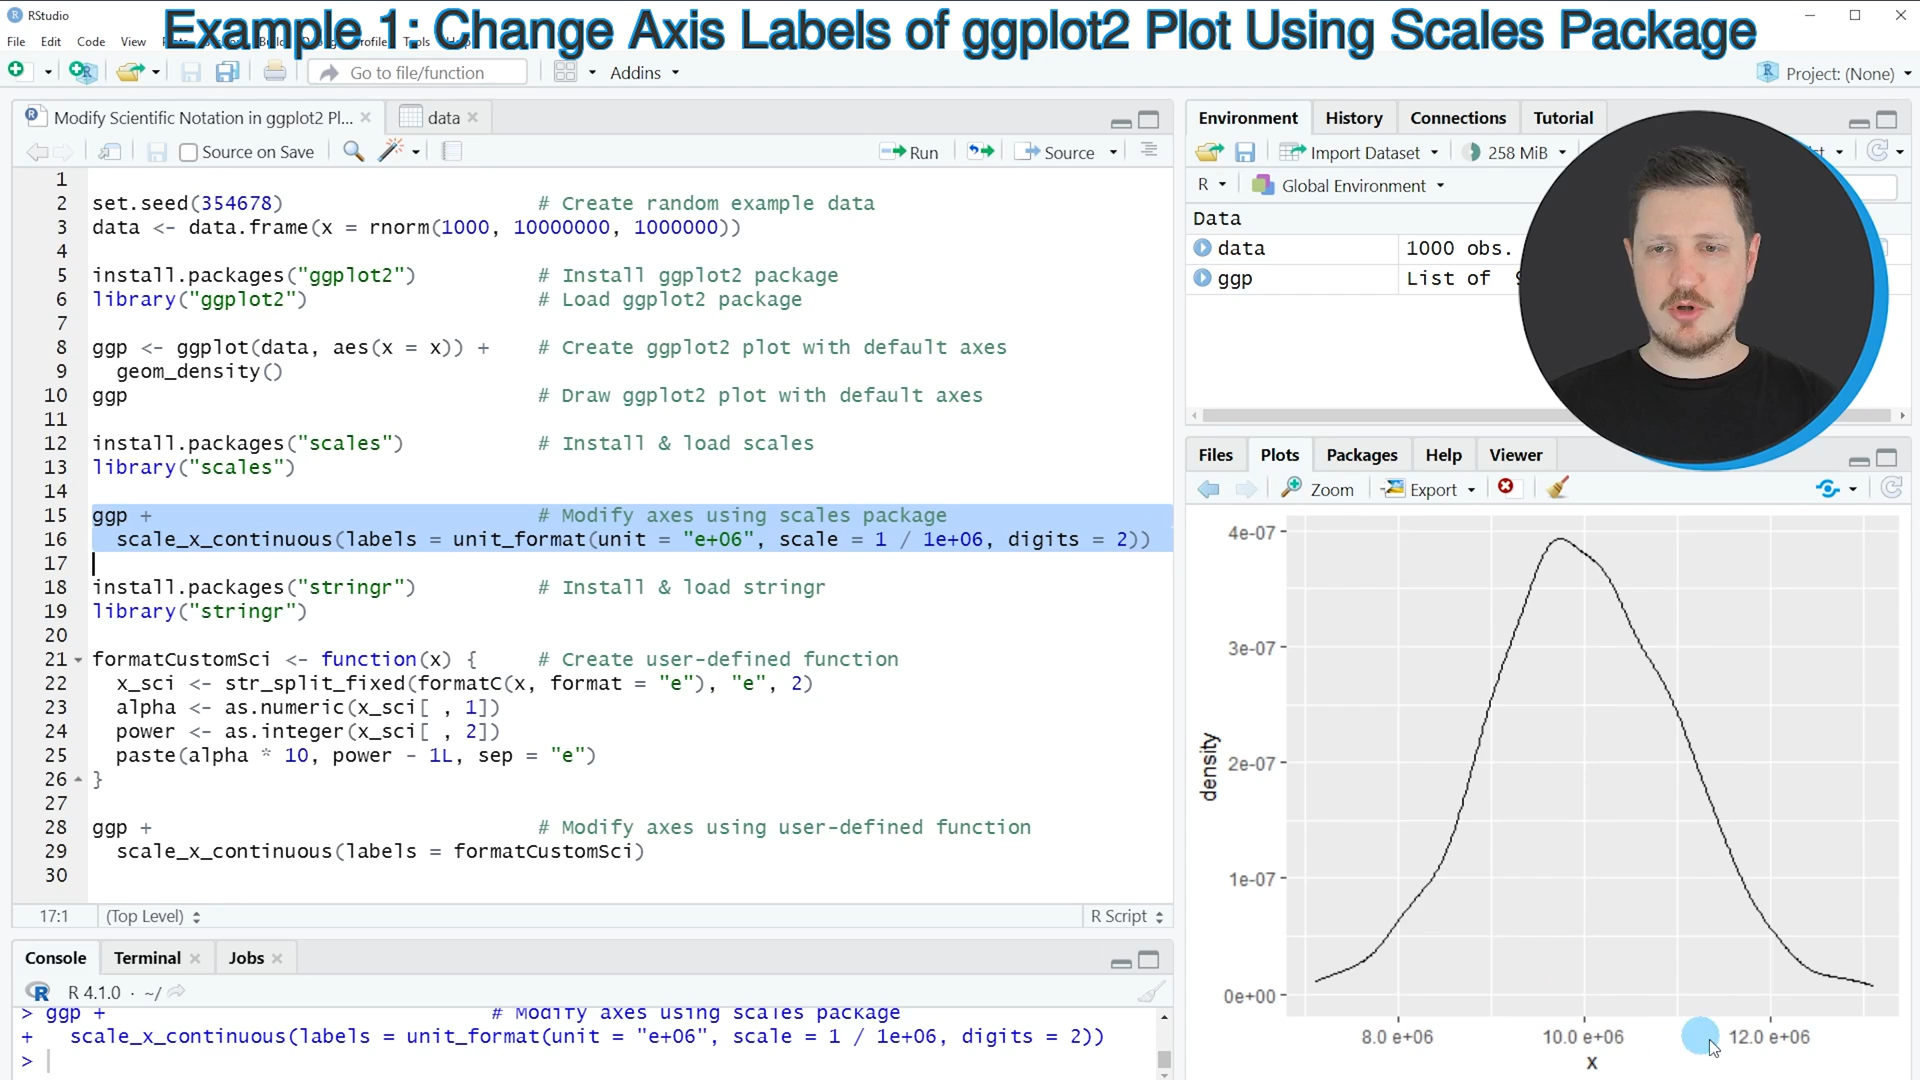 RStudio
Example 1: Change Axis Labels of ggplot2 Plot Using Scales Package
File Edit Code View
Go to file/function
Addins
Project: (None)
Modify Scientific Notation in ggplot2 Pl...
data
Source on Save
Run
Source
1
2 set.seed(354678) # Create random example data
3 data <- data.frame(x = rnorm(1000, 10000000, 1000000))
4
5 install.packages("ggplot2") # Install ggplot2 package
6 library("ggplot2") # Load ggplot2 package
7
8 ggp <- ggplot(data, aes(x = x)) + # Create ggplot2 plot with default axes
9 geom_density()
10 ggp # Draw ggplot2 plot with default axes
11
12 install.packages("scales") # Install & load scales
13 library("scales")
14
15 ggp + # Modify axes using scales package
16 scale_x_continuous(labels = unit_format(unit = "e+06", scale = 1 / 1e+06, digits = 2))
17
18 install.packages("stringr") # Install & load stringr
19 library("stringr")
20
21 formatCustomSci <- function(x) { # Create user-defined function
22 x_sci <- str_split_fixed(formatC(x, format = "e"), "e", 2)
23 alpha <- as.numeric(x_sci[ , 1])
24 power <- as.integer(x_sci[ , 2])
25 paste(alpha * 10, power - 1L, sep = "e")
26 }
27
28 ggp + # Modify axes using user-defined function
29 scale_x_continuous(labels = formatCustomSci)
30
17:1 (Top Level) R Script
Console Terminal Jobs
R 4.1.0 · ~/
> ggp + # Modify axes using scales package
+ scale_x_continuous(labels = unit_format(unit = "e+06", scale = 1 / 1e+06, digits = 2))
>
Environment History Connections Tutorial
Import Dataset 258 MiB
R Global Environment
Data
data 1000 obs.
ggp List of
Files Plots Packages Help Viewer
Zoom Export
4e-07
3e-07
2e-07
1e-07
0e+00
density
8.0 e+06 10.0 e+06 12.0 e+06
x